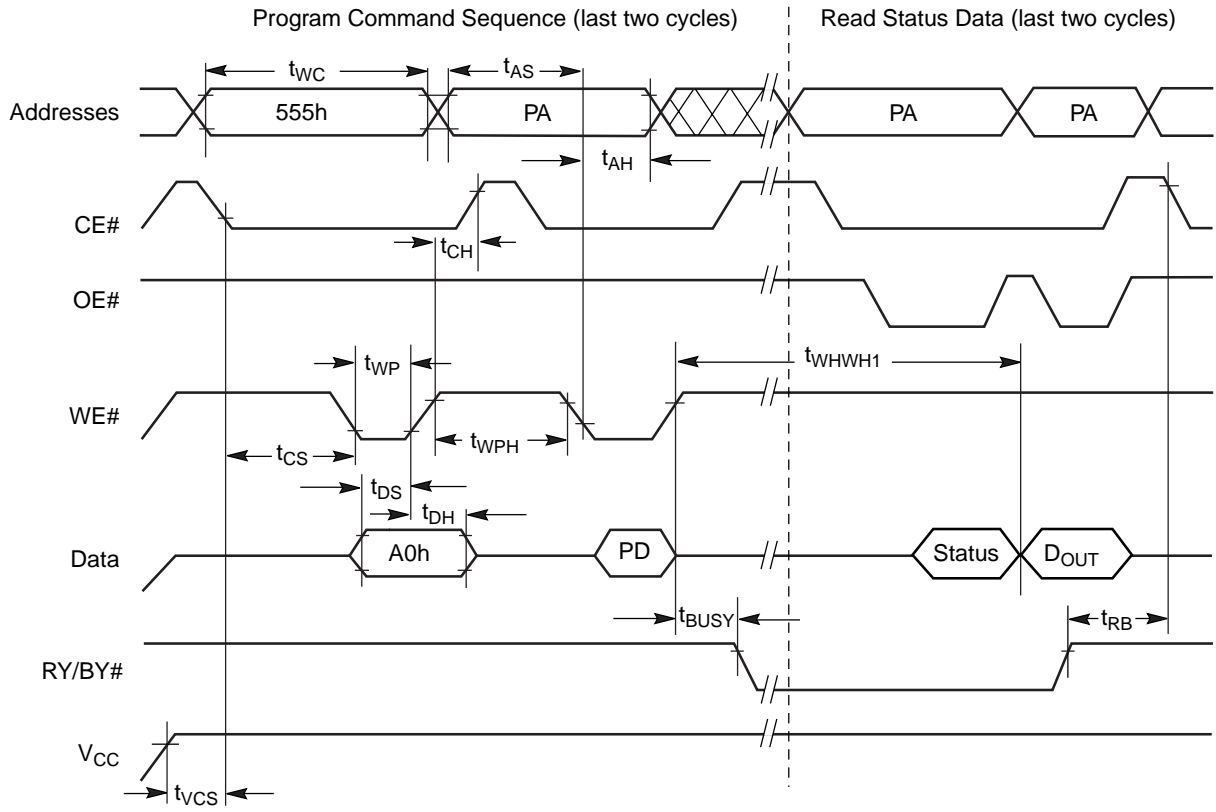 Program Command Sequence (last two cycles) Read Status Data (last two cycles)
tWC tAS
Addresses 555h PA PA PA
tAH
CE#
tCH
OE#
tWP tWHWH1
WE#
tCS tWPH
tDS
tDH
Data A0h PD Status DOUT
tBUSY tRB
RY/BY#
VCC
tVCS